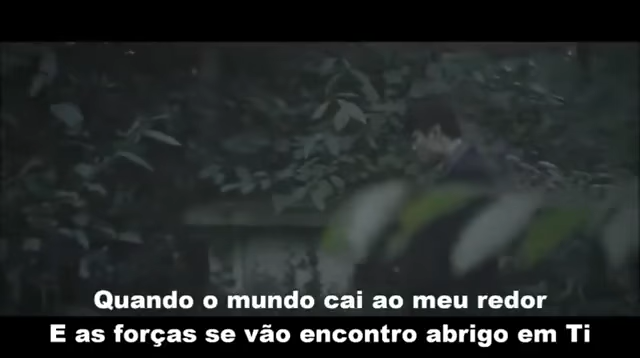 Quando o mundo cai ao meu redor
E as forças se vão encontro abrigo em Ti